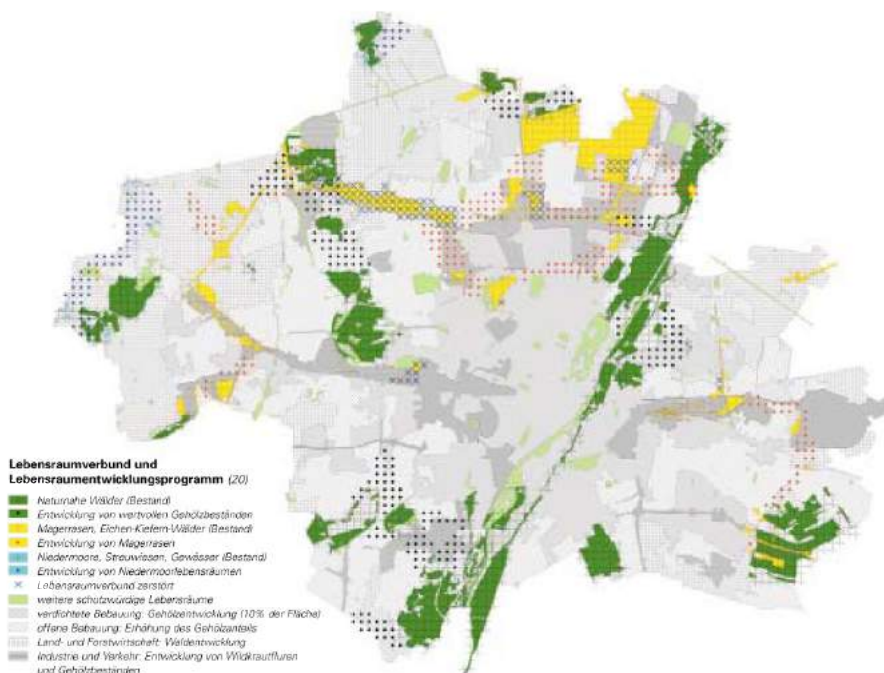 Lebensraumverbund und
Lebensraumentwicklungsprogramm (20)
Naturnahe Wälder (Bestand)
Entwicklung von wertvollen Gehölzbeständen
Magerrasen, Eichen-Kiefern-Wälder (Bestand)
Entwicklung von Magerrasen
Niedermoore, Streuwiesen, Gewässer (Bestand)
Entwicklung von Niedermoorlebensräumen
Lebensraumverbund zerstört
weitere schutzwürdige Lebensräume
verdichtete Bebauung: Gehölzentwicklung (10% der Fläche)
offene Bebauung: Erhöhung des Gehölzanteils
Land- und Forstwirtschaft: Waldentwicklung
Industrie und Verkehr: Entwicklung von Wildkrautfluren
und Gehölzbeständen